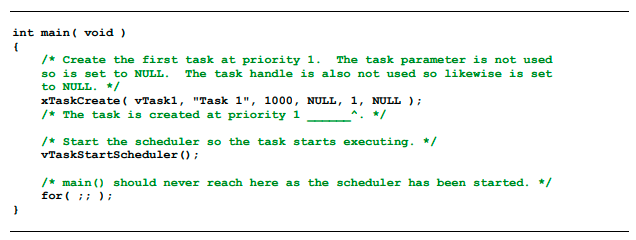 int main( void )
{
/* Create the first task at priority 1. The task parameter is not used
so is set to NULL. The task handle is also not used so likewise is set
to NULL. */
xTaskCreate( vTask1, "Task 1", 1000, NULL, 1, NULL );
/* The task is created at priority 1 ______^. */
/* Start the scheduler so the task starts executing. */
vTaskStartScheduler();
/* main() should never reach here as the scheduler has been started. */
for( ;; );
}